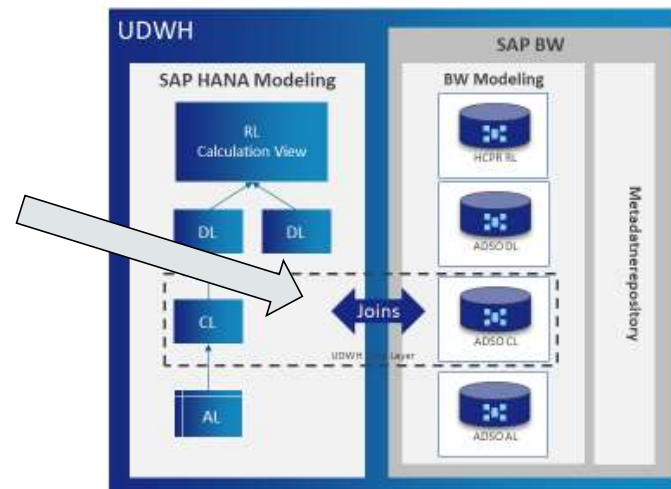 UDWH
SAP BW
SAP HANA Modeling
BW Modeling
RL
Calculation View
HCPR RL
DL
DL
ADSO DL
Metadatnerepository
CL
Joins
ADSO CL
UDWH
Layer
AL
ADSO AL